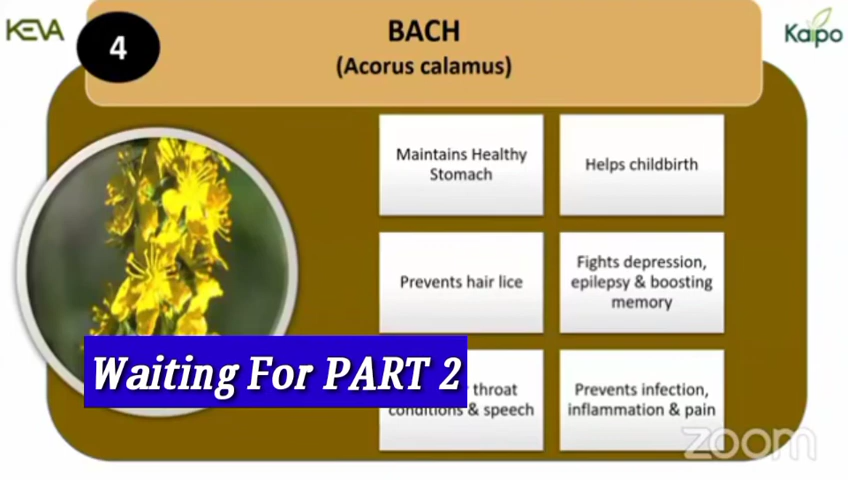 KEVA
4
BACH
(Acorus calamus)
Kaipo
Maintains Healthy
Stomach
Helps childbirth
Prevents hair lice
Fights depression,
epilepsy & boosting
memory
throat
conditions & speech
Prevents infection,
inflammation & pain
Waiting For PART 2
zoom